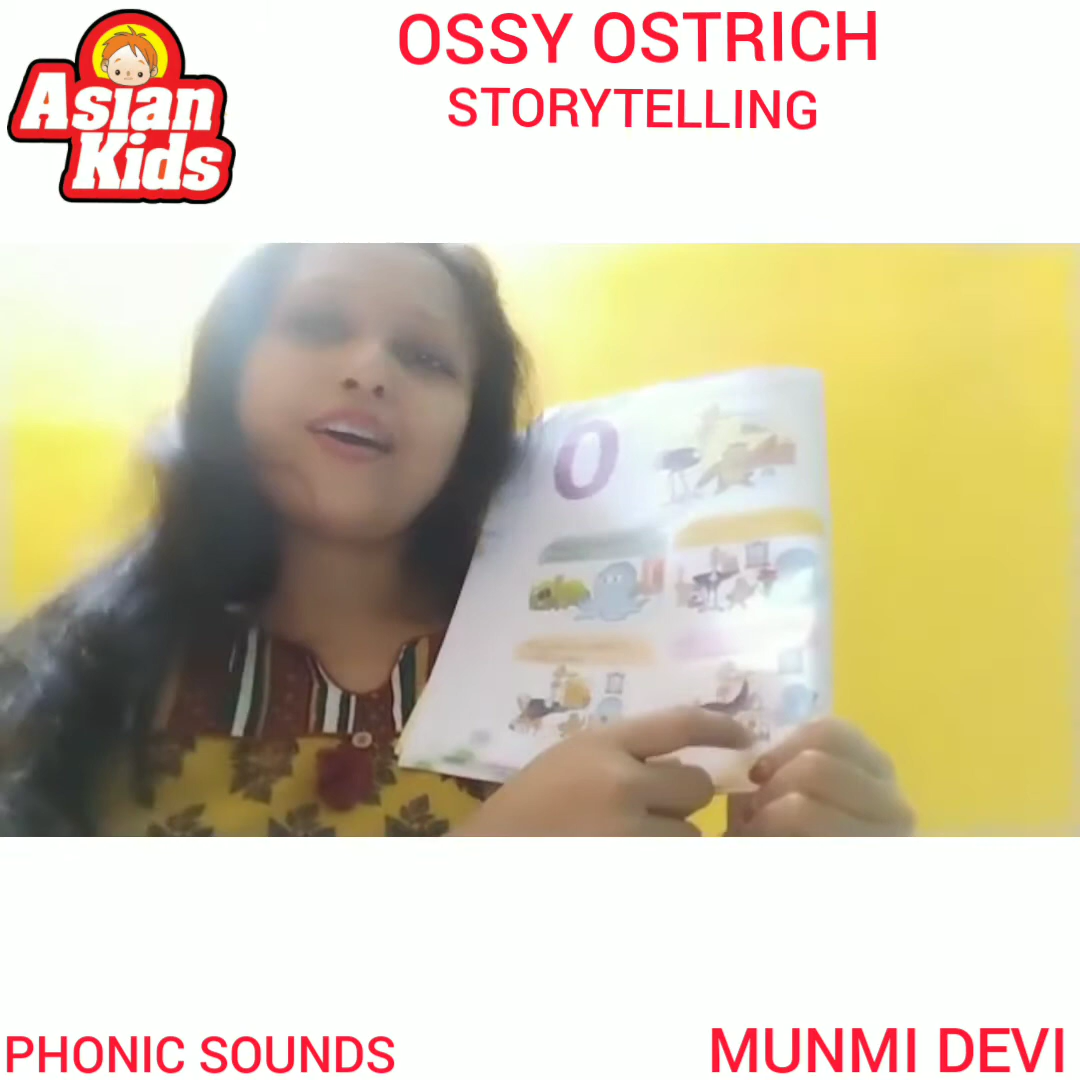 Asian
Kids
OSSY OSTRICH
STORYTELLING
O
PHONIC SOUNDS
MUNMI DEVI